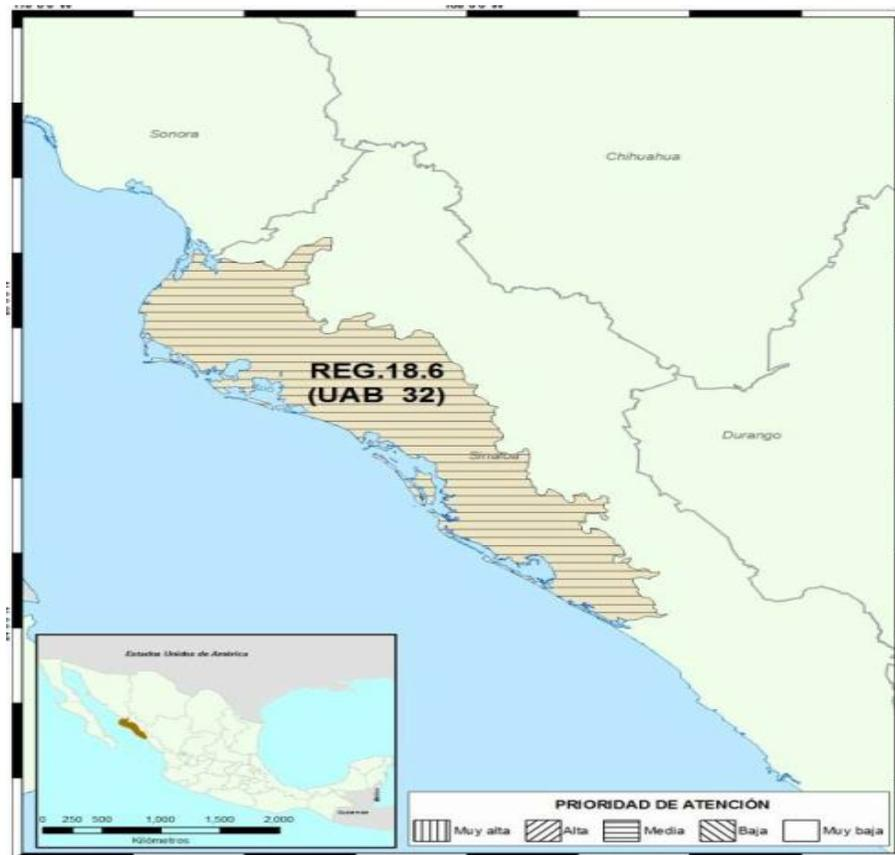 Sonora
Chihuahua
REG.18.6
(UAB 32)
Durango
Sinaloa
Estados Unidos de América
0 250 500 1,000 1,500 2,000
Kilómetros
PRIORIDAD DE ATENCIÓN
Muy alta Alta Media Baja Muy baja